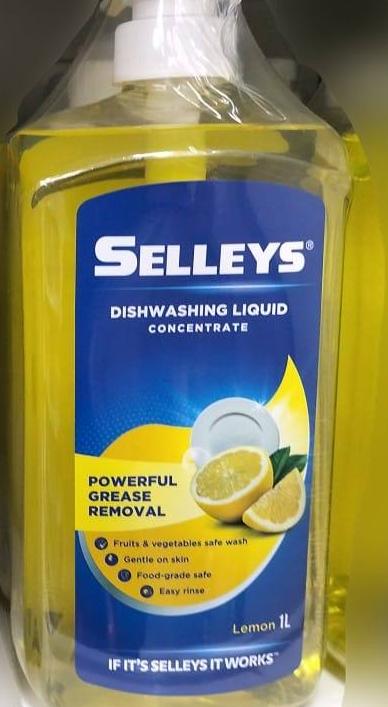 SELLEYS®
DISHWASHING LIQUID
CONCENTRATE
POWERFUL
GREASE
REMOVAL
Fruits & vegetables safe wash
Gentle on skin
Food-grade safe
Easy rinse
Lemon 1L
IF IT'S SELLEYS IT WORKS™